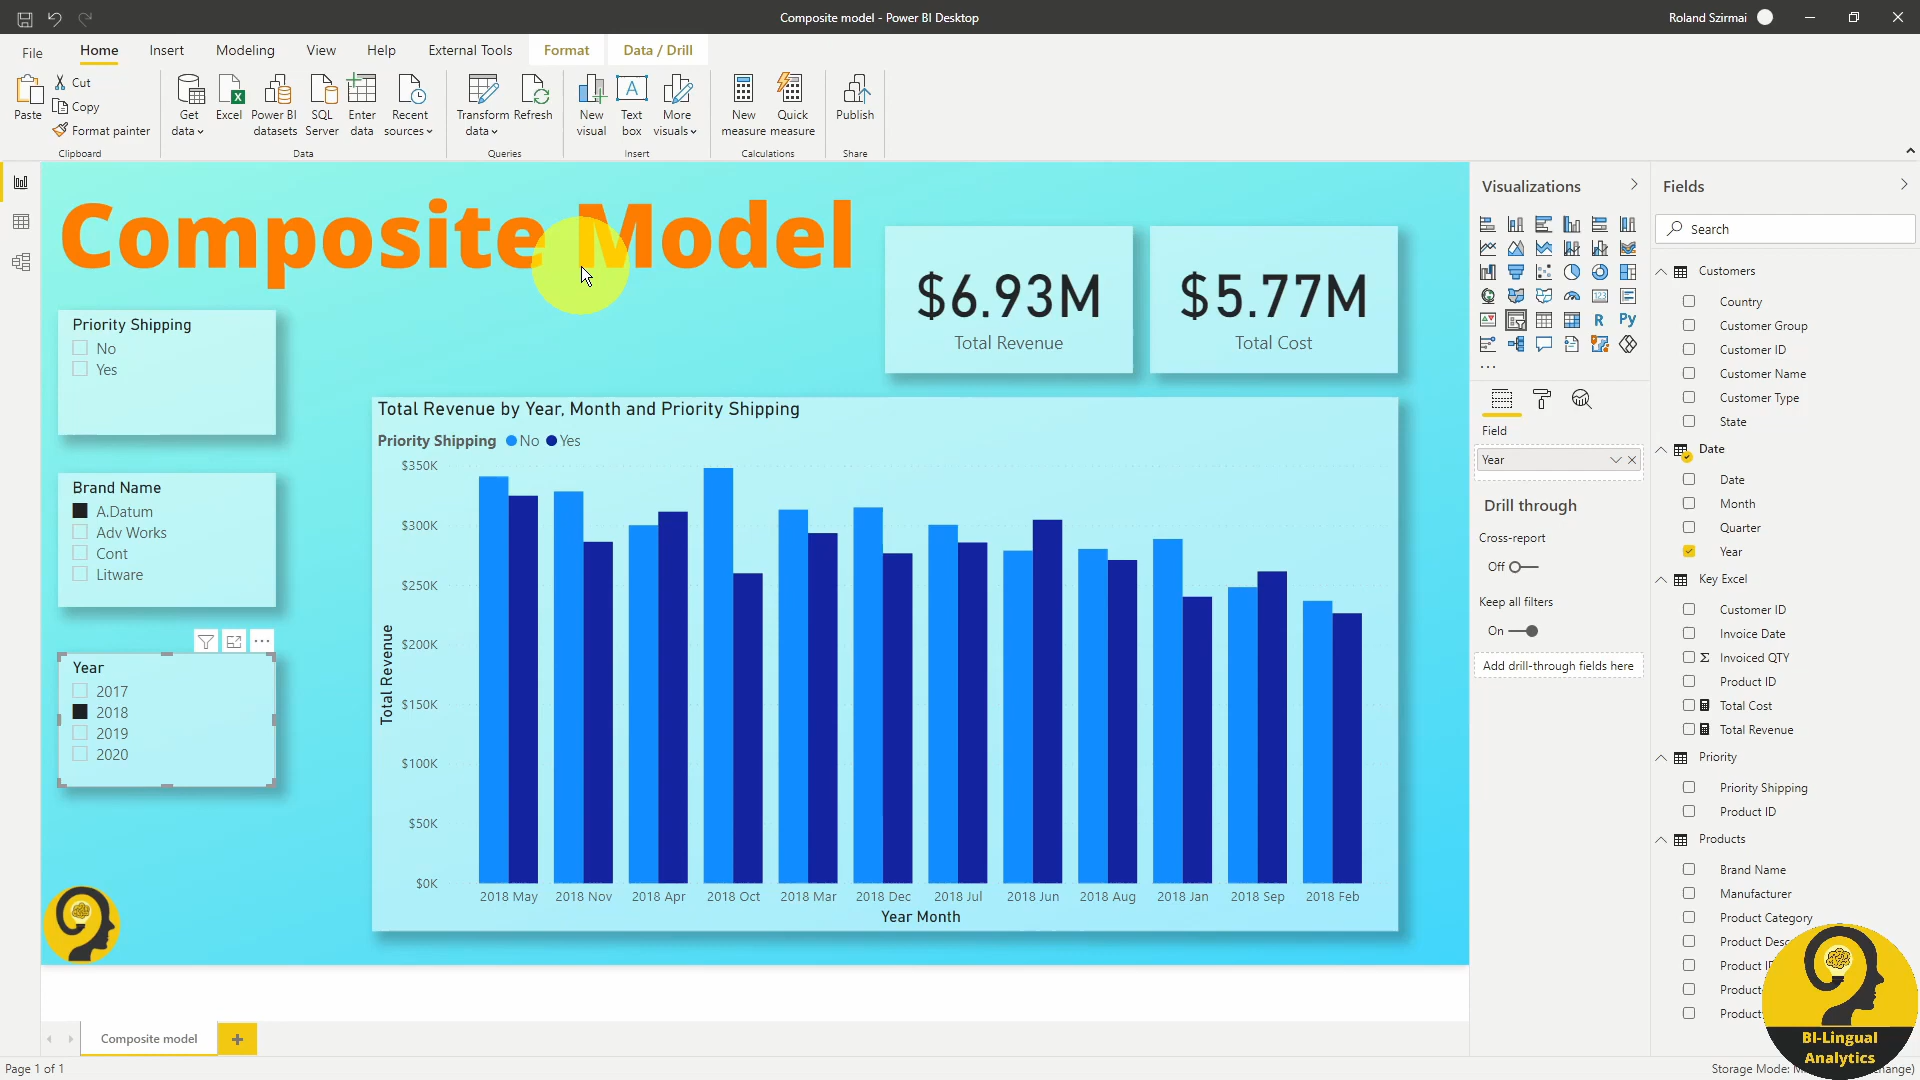 Composite model - Power BI Desktop
Roland Szirmai
File Home Insert Modeling View Help External Tools Format Data / Drill
Paste
Cut
Copy
Format painter
Clipboard
Get data
Excel
Power BI datasets
SQL Server
Enter data
Recent sources
Data
Transform data
Refresh
Queries
New visual
Text box
More visuals
Insert
New measure
Quick measure
Calculations
Publish
Share
Composite Model
$6.93M
Total Revenue
$5.77M
Total Cost
Priority Shipping
No
Yes
Brand Name
A.Datum
Adv Works
Cont
Litware
Year
2017
2018
2019
2020
Total Revenue by Year, Month and Priority Shipping
Priority Shipping No Yes
Total Revenue
$350K
$300K
$250K
$200K
$150K
$100K
$50K
$0K
2018 May 2018 Nov 2018 Apr 2018 Oct 2018 Mar 2018 Dec 2018 Jul 2018 Jun 2018 Aug 2018 Jan 2018 Sep 2018 Feb
Year Month
Visualizations
R
Py
123
Field
Year
Drill through
Cross-report
Off
Keep all filters
On
Add drill-through fields here
Fields
Search
Customers
Country
Customer Group
Customer ID
Customer Name
Customer Type
State
Date
Date
Month
Quarter
Year
Key Excel
Customer ID
Invoice Date
Σ Invoiced QTY
Product ID
Total Cost
Total Revenue
Priority
Priority Shipping
Product ID
Products
Brand Name
Manufacturer
Product Category
Product
Product
Produc
Product
BI-Lingual
Analytics
Composite model
Page 1 of 1
Storage Mode: